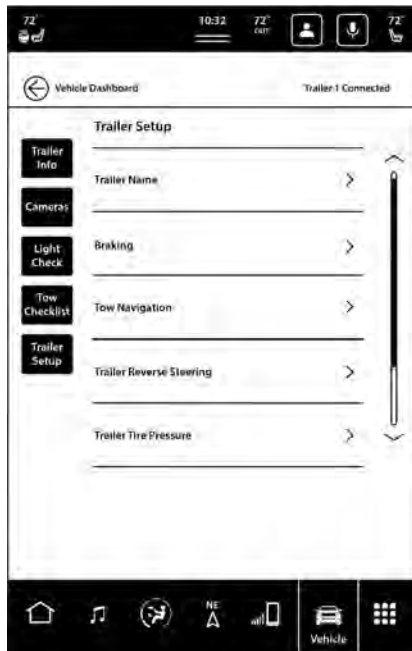 72°
10:32
72°
OUT
72°
Vehicle Dashboard
Trailer 1 Connected
Trailer Setup
Trailer
Info
Cameras
Light
Check
Tow
Checklist
Trailer
Setup
Trailer Name
Braking
Tow Navigation
Trailer Reverse Steering
Trailer Tire Pressure
NE
Vehicle